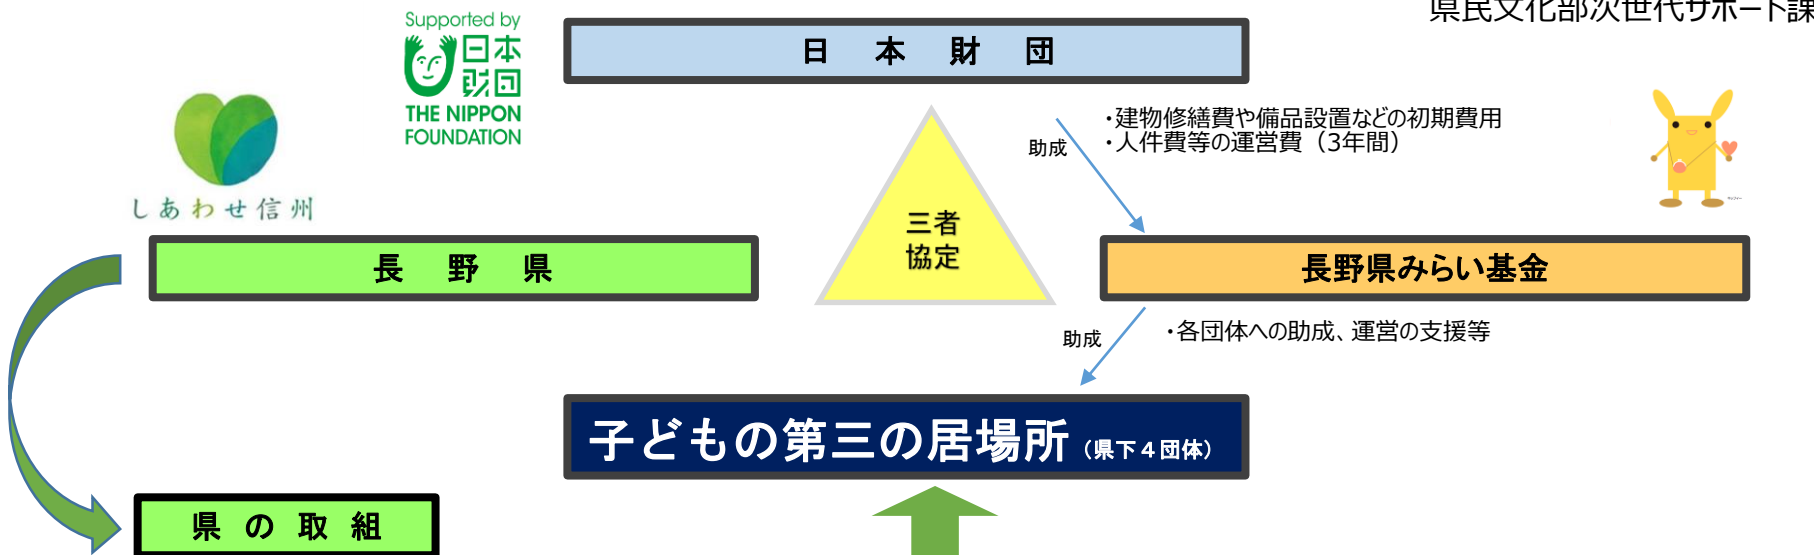 県民文化部次世代サポート課
Supported by
日本
財団
THE NIPPON
FOUNDATION
日本財団
・建物修繕費や備品設置などの初期費用
助成
・人件費等の運営費（3年間）
しあわせ信州
三者
協定
長野県
長野県みらい基金
助成
・各団体への助成、運営の支援等
子どもの第三の居場所（県下４団体）
県の取組